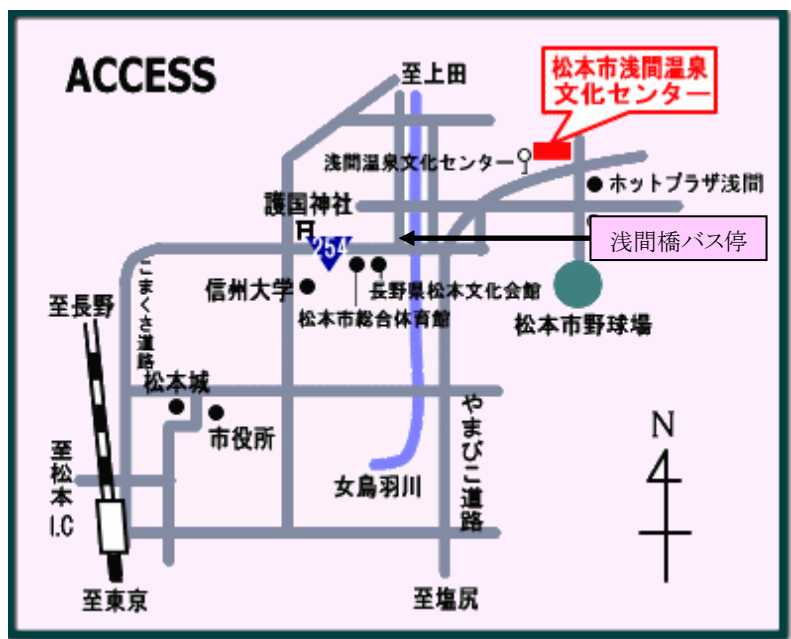 ACCESS
至上田
松本市浅間温泉
文化センター
浅間温泉文化センター
ホットプラザ浅間
護国神社
254
浅間橋バス停
信州大学
長野県松本文化会館
松本市総合体育館
松本市野球場
至長野
こまくさ道路
松本城
市役所
やまびこ道路
N
至松本I.C
女鳥羽川
至東京
至塩尻